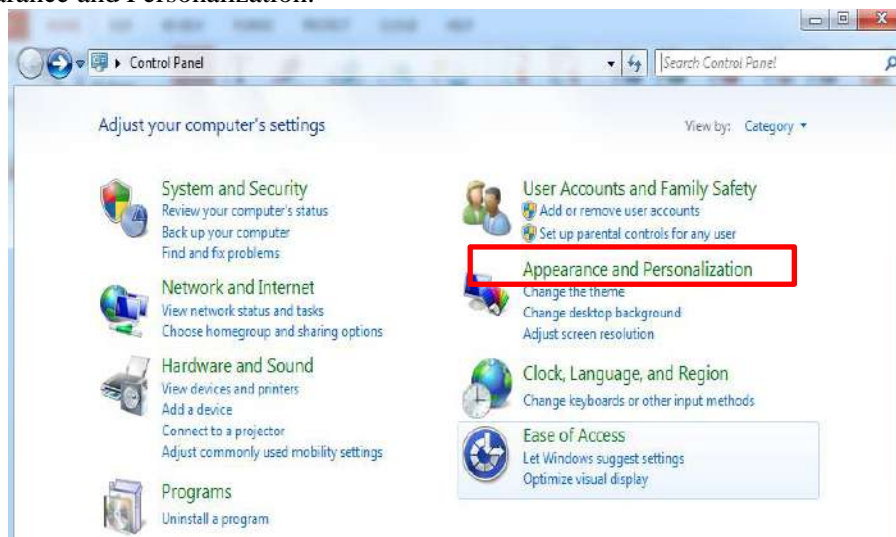 and Personalization.
Control Panel
Search Control Panel
Adjust your computer's settings
View by: Category
System and Security
Review your computer's status
Back up your computer
Find and fix problems
Network and Internet
View network status and tasks
Choose homegroup and sharing options
Hardware and Sound
View devices and printers
Add a device
Connect to a projector
Adjust commonly used mobility settings
Programs
Uninstall a program
User Accounts and Family Safety
Add or remove user accounts
Set up parental controls for any user
Appearance and Personalization
Change the theme
Change desktop background
Adjust screen resolution
Clock, Language, and Region
Change keyboards or other input methods
Ease of Access
Let Windows suggest settings
Optimize visual display